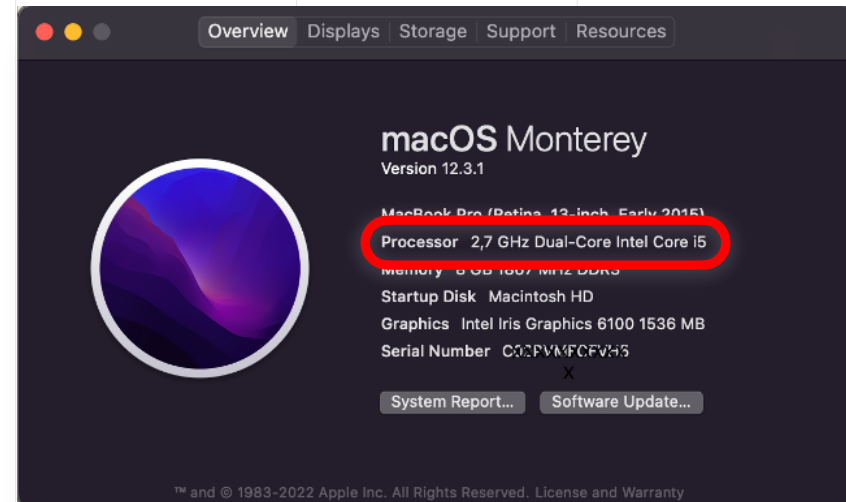 Overview Displays Storage Support Resources
macOS Monterey
Version 12.3.1
MacBook Pro (Retina, 13-inch, Early 2015)
Processor 2,7 GHz Dual-Core Intel Core i5
Memory 8 GB 1867 MHz DDR3
Startup Disk Macintosh HD
Graphics Intel Iris Graphics 6100 1536 MB
Serial Number
X
System Report... Software Update...
™ and © 1983-2022 Apple Inc. All Rights Reserved. License and Warranty